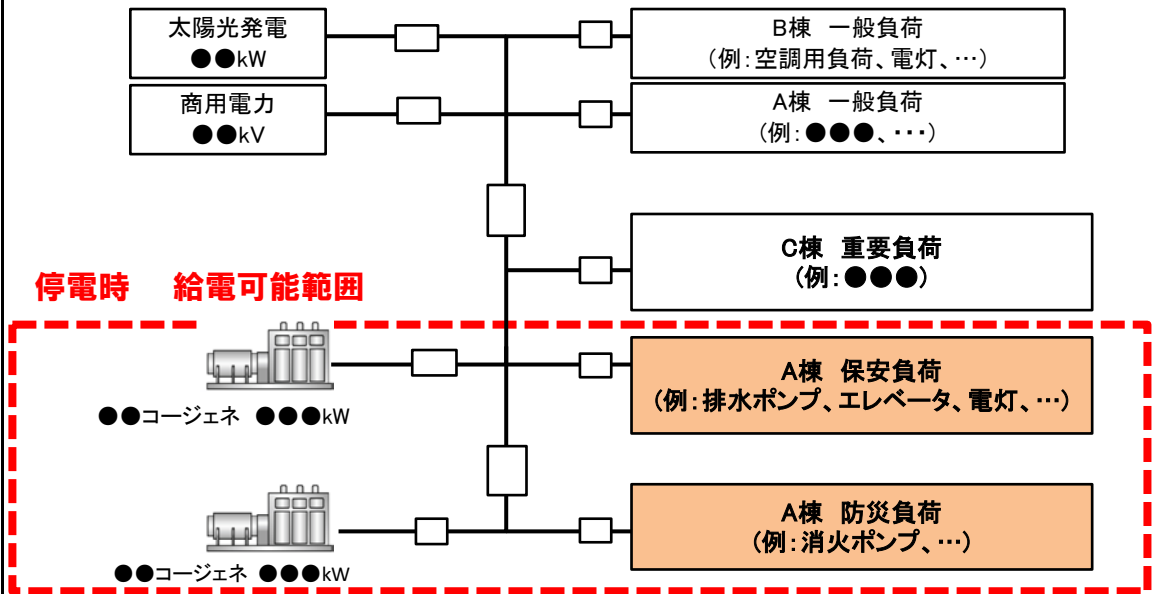 太陽光発電
●●kW
B棟 一般負荷
(例:空調用負荷、電灯、…)
商用電力
●●kV
A棟 一般負荷
(例:●●●、・・・)
C棟 重要負荷
(例:●●●)
停電時 給電可能範囲
A棟 保安負荷
(例:排水ポンプ、エレベータ、電灯、…)
●●コージェネ ●●●kW
A棟 防災負荷
(例:消火ポンプ、…)
●●コージェネ ●●●kW